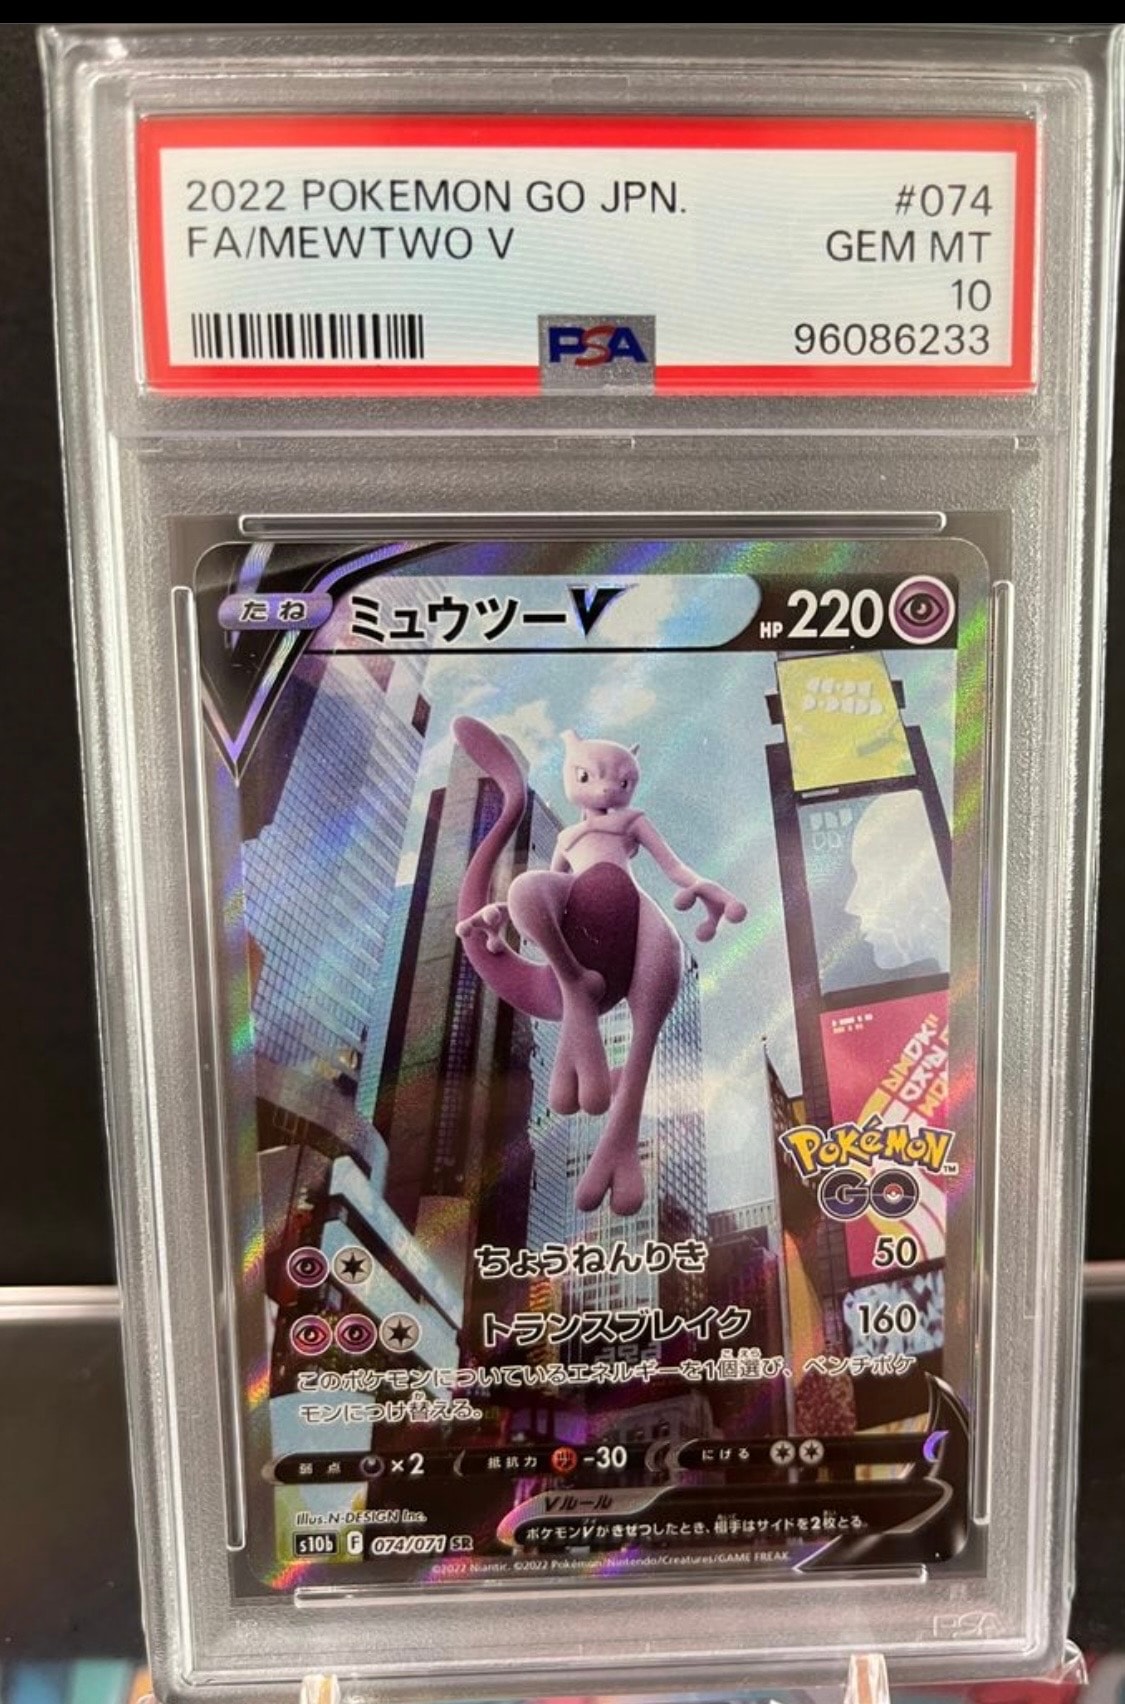 2022 POKEMON GO JPN. #074
FA/MEWTWO V GEM MT
10
PSA 96086233
たね ミュウツーV HP 220
POKéMON™
GO
ちょうねんりき 50
トランスブレイク 160
このポケモンについているエネルギーを1個選び、ベンチポケ
モンにつけ替える。
弱点 ×2 抵抗力 -30 にげる
Vルール
ポケモンVがきぜつしたとき、相手はサイドを2枚とる。
Illus. N-DESIGN Inc.
s10b F 074/071 SR
©2022 Niantic. ©2022 Pokémon/Nintendo/Creatures/GAME FREAK.
PSA